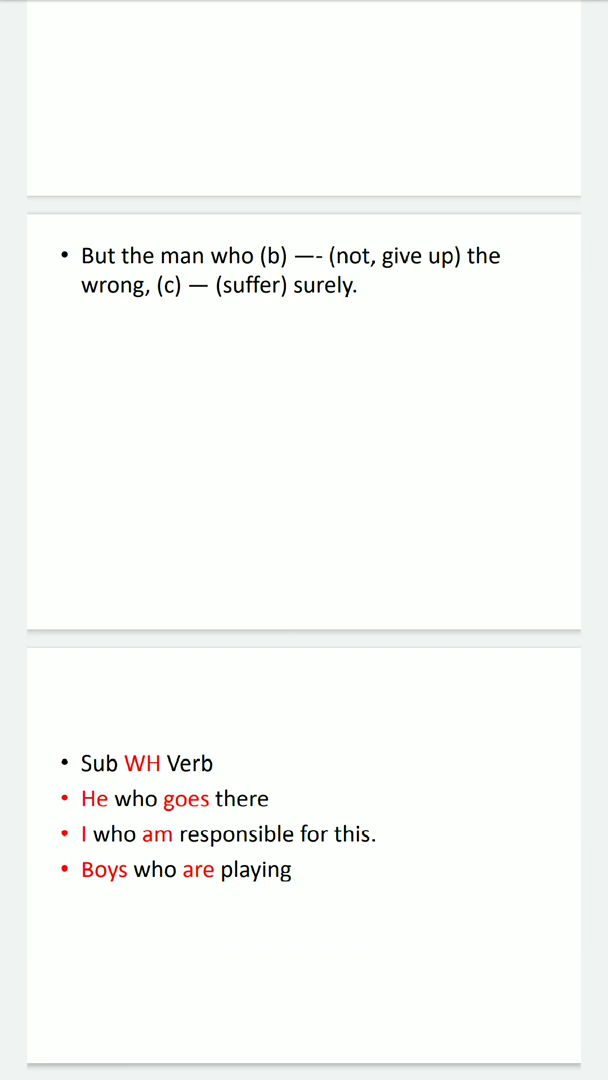 • But the man who (b) —- (not, give up) the
wrong, (c) — (suffer) surely.
• Sub WH Verb
• He who goes there
• I who am responsible for this.
• Boys who are playing